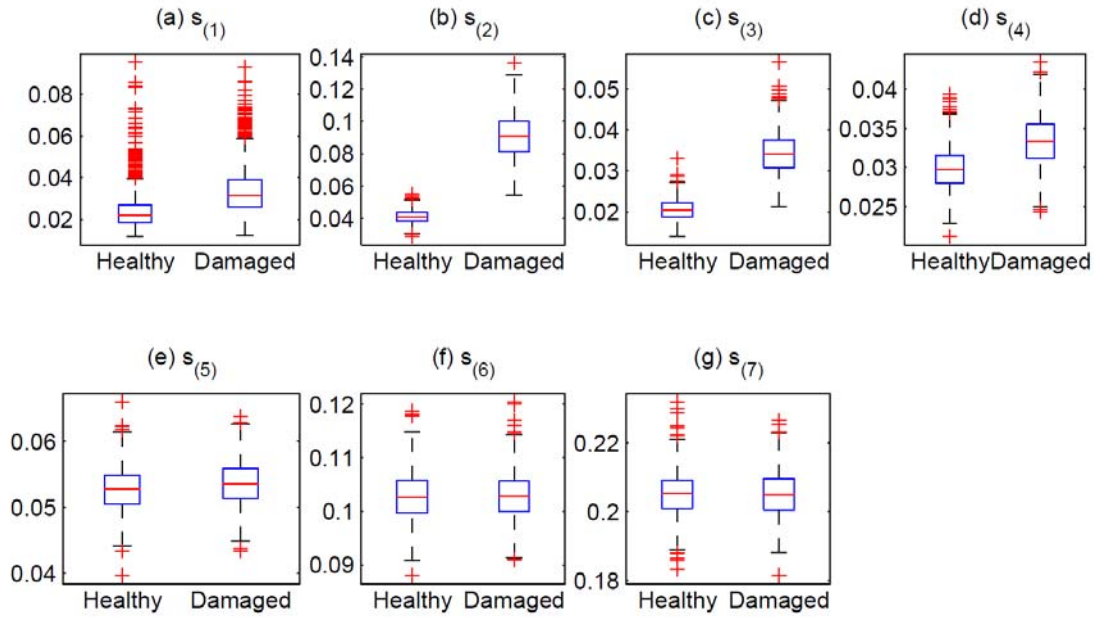 (a) s(1)
0.08
0.06
0.04
0.02
Healthy Damaged
(b) s(2)
0.14
0.12
0.1
0.08
0.06
0.04
Healthy Damaged
(c) s(3)
0.05
0.04
0.03
0.02
Healthy Damaged
(d) s(4)
0.04
0.035
0.03
0.025
HealthyDamaged
(e) s(5)
0.06
0.05
0.04
Healthy Damaged
(f) s(6)
0.12
0.11
0.1
0.09
Healthy Damaged
(g) s(7)
0.22
0.2
0.18
Healthy Damaged